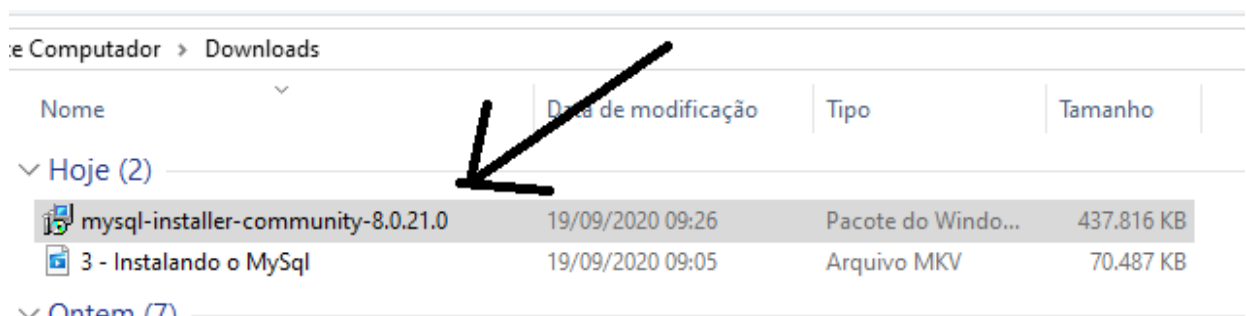 e Computador > Downloads
Nome Data de modificação Tipo Tamanho
Hoje (2)
mysql-installer-community-8.0.21.0 19/09/2020 09:26 Pacote do Windo... 437.816 KB
3 - Instalando o MySql 19/09/2020 09:05 Arquivo MKV 70.487 KB
Ontem (7)